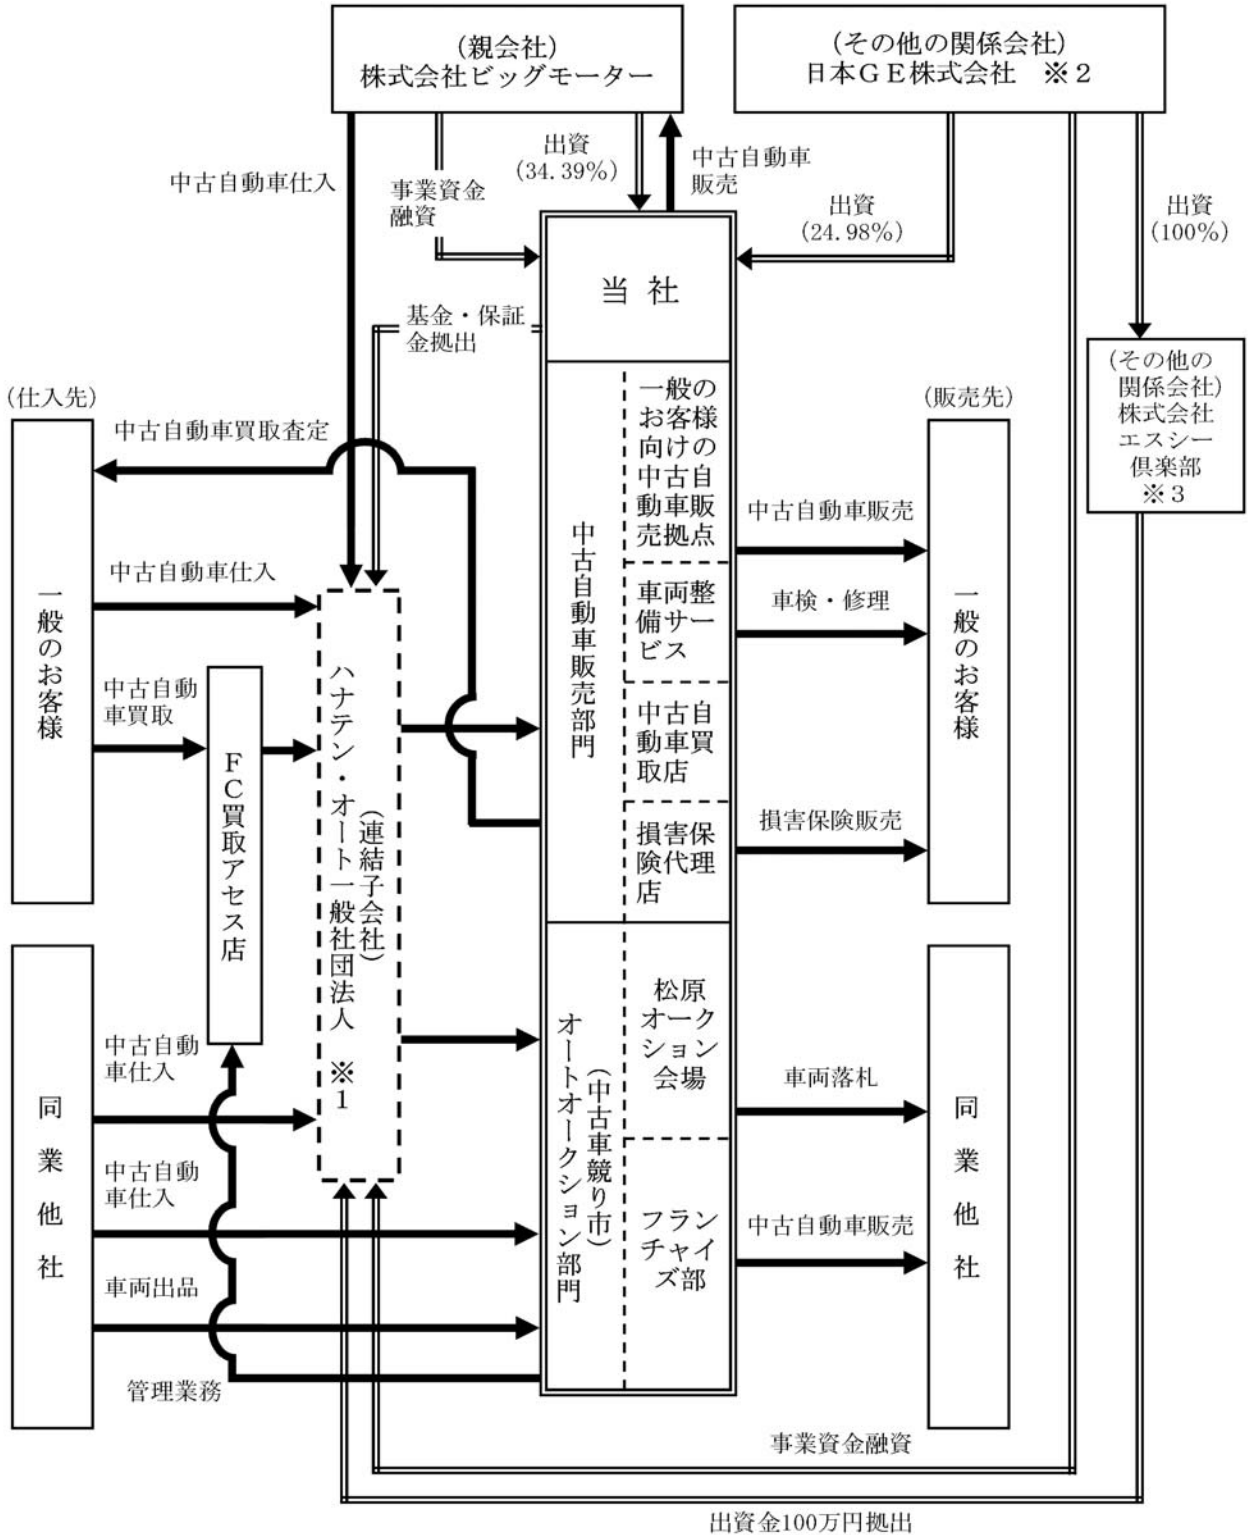 (親会社)
株式会社ビッグモーター
(その他の関係会社)
日本GE株式会社 ※2
中古自動車仕入
事業資金
融資
出資
(34.39%)
中古自動車
販売
出資
(24.98%)
出資
(100%)
当 社
基金・保証
金拠出
(その他の
関係会社)
株式会社
エスシー
倶楽部
※3
(仕入先)
(販売先)
中古自動車買取査定
中古自動車仕入
中古自動
車買取
一般のお客様
FC買取アセス店
ハナテン・オート一般社団法人 ※1
(連結子会社)
中古自動車販売部門
一般の
お客様
向けの
中古自
動車販
売拠点
車両整
備サー
ビス
中古自
動車買
取店
損害保
険代理
店
中古自動車販売
車検・修理
損害保険販売
一般のお客様
同業他社
中古自動
車仕入
中古自動
車仕入
車両出品
管理業務
オートオークション部門
(中古車競り市)
松原
オーク
ション
会場
フラン
チャイ
ズ部
車両落札
中古自動車販売
同業他社
事業資金融資
出資金100万円拠出